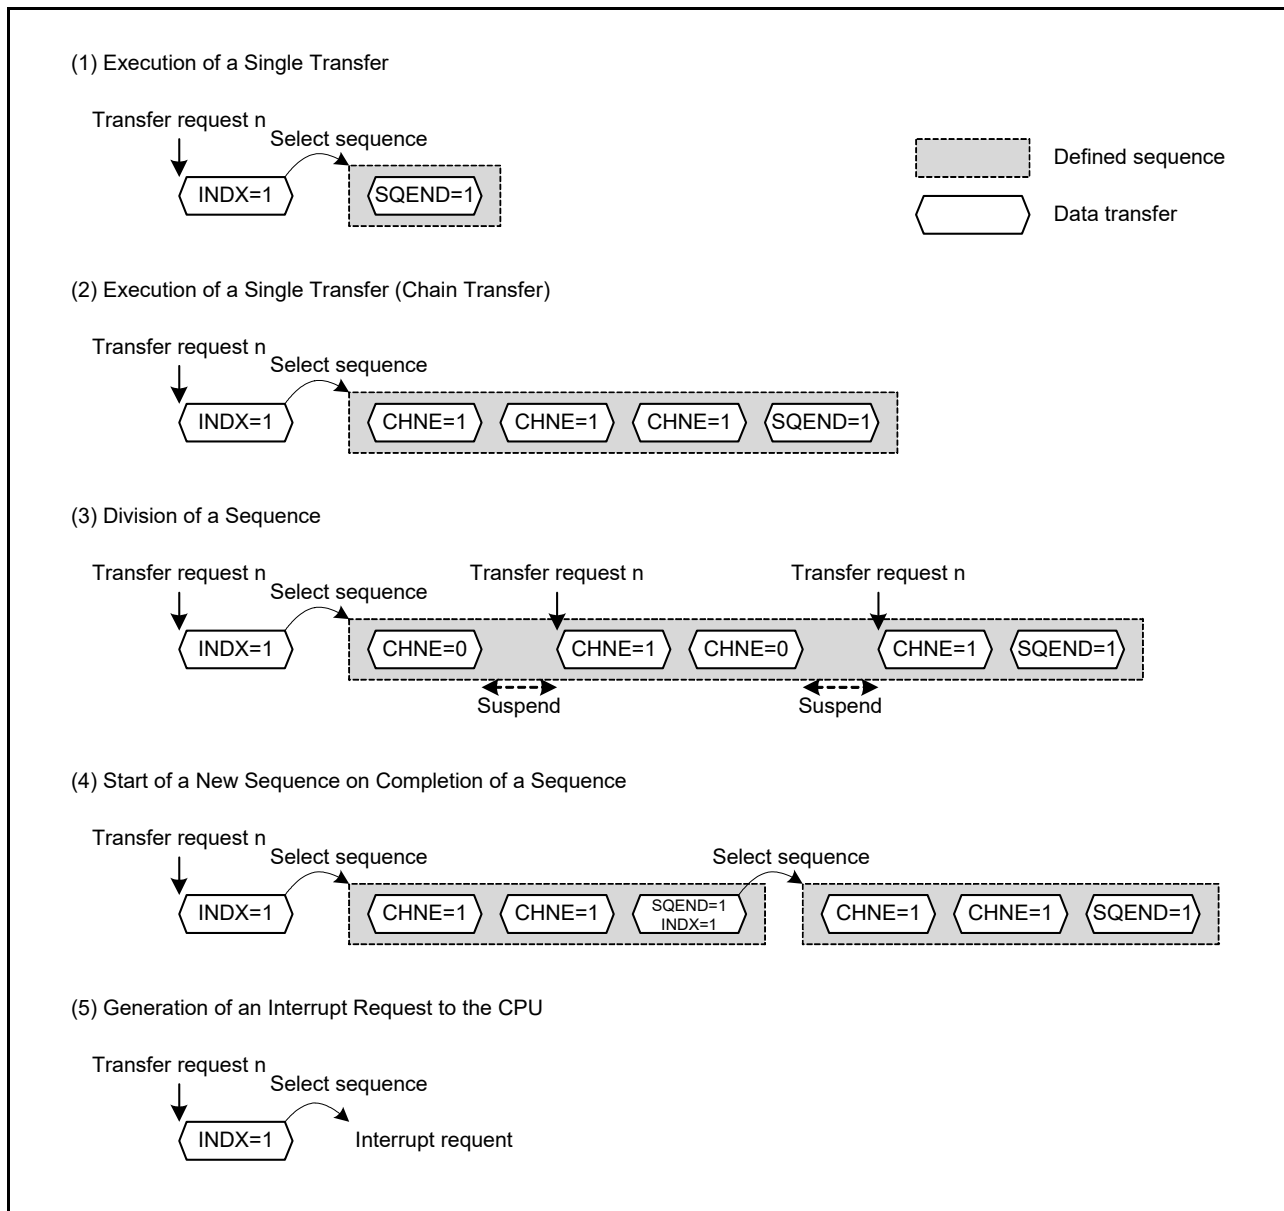 (1) Execution of a Single Transfer
Transfer request n
Select sequence
INDX=1
SQEND=1
Defined sequence
Data transfer
(2) Execution of a Single Transfer (Chain Transfer)
Transfer request n
Select sequence
INDX=1
CHNE=1
CHNE=1
CHNE=1
SQEND=1
(3) Division of a Sequence
Transfer request n
Transfer request n
Transfer request n
Select sequence
INDX=1
CHNE=0
CHNE=1
CHNE=0
CHNE=1
SQEND=1
Suspend
Suspend
(4) Start of a New Sequence on Completion of a Sequence
Transfer request n
Select sequence
Select sequence
INDX=1
CHNE=1
CHNE=1
SQEND=1
INDX=1
CHNE=1
CHNE=1
SQEND=1
(5) Generation of an Interrupt Request to the CPU
Transfer request n
Select sequence
INDX=1
Interrupt requent